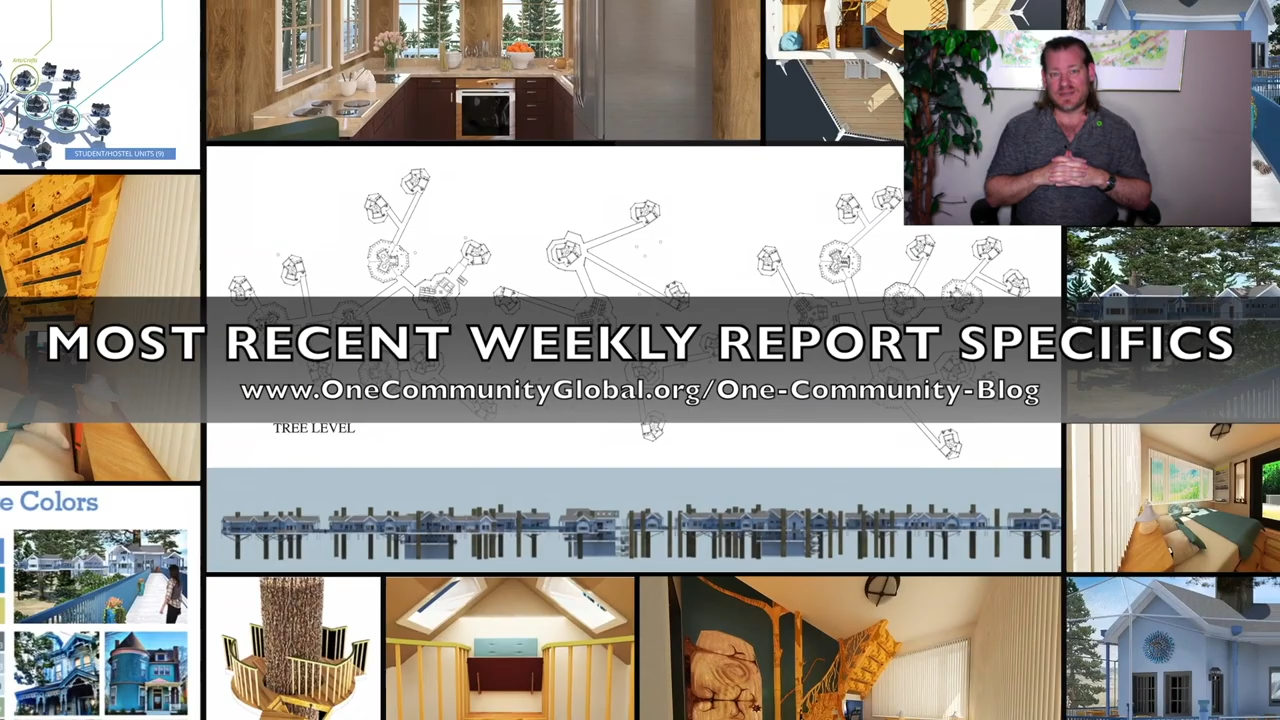 STUDENT/HOSTEL UNITS (9)
MOST RECENT WEEKLY REPORT SPECIFICS
www.OneCommunityGlobal.org/One-Community-Blog
TREE LEVEL
e Colors